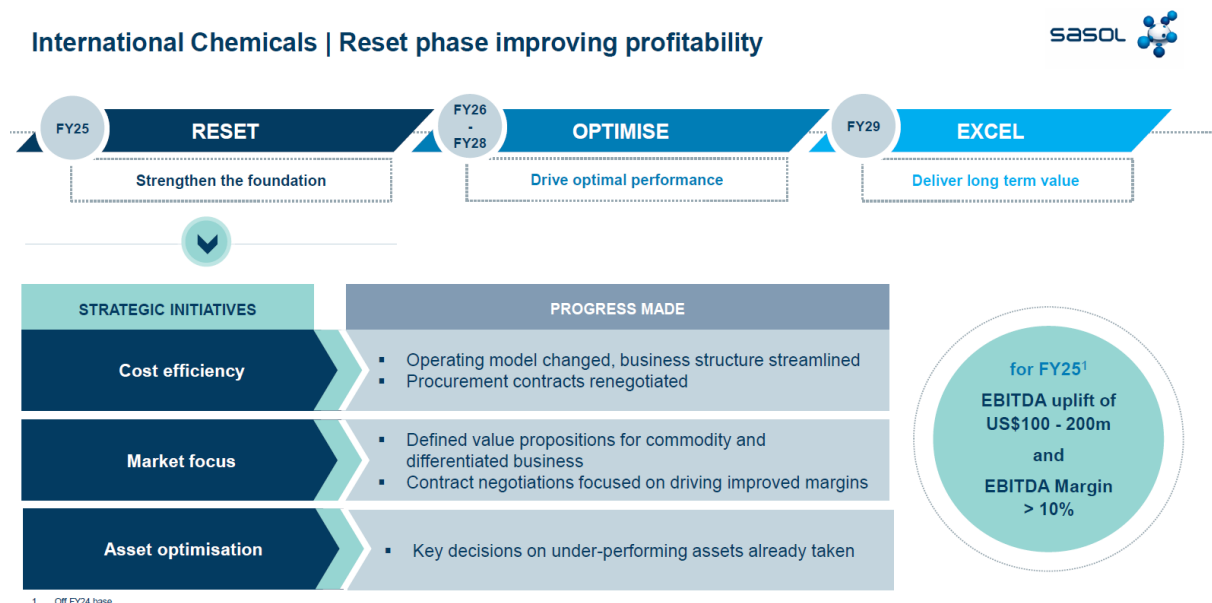 International Chemicals | Reset phase improving profitability
sasol
FY25
RESET
FY26
-
FY28
OPTIMISE
FY29
EXCEL
Strengthen the foundation
Drive optimal performance
Deliver long term value
STRATEGIC INITIATIVES
PROGRESS MADE
Cost efficiency
▪ Operating model changed, business structure streamlined
▪ Procurement contracts renegotiated
Market focus
▪ Defined value propositions for commodity and
differentiated business
▪ Contract negotiations focused on driving improved margins
Asset optimisation
▪ Key decisions on under-performing assets already taken
for FY25¹
EBITDA uplift of
US$100 - 200m
and
EBITDA Margin
> 10%
1 Off FY24 base